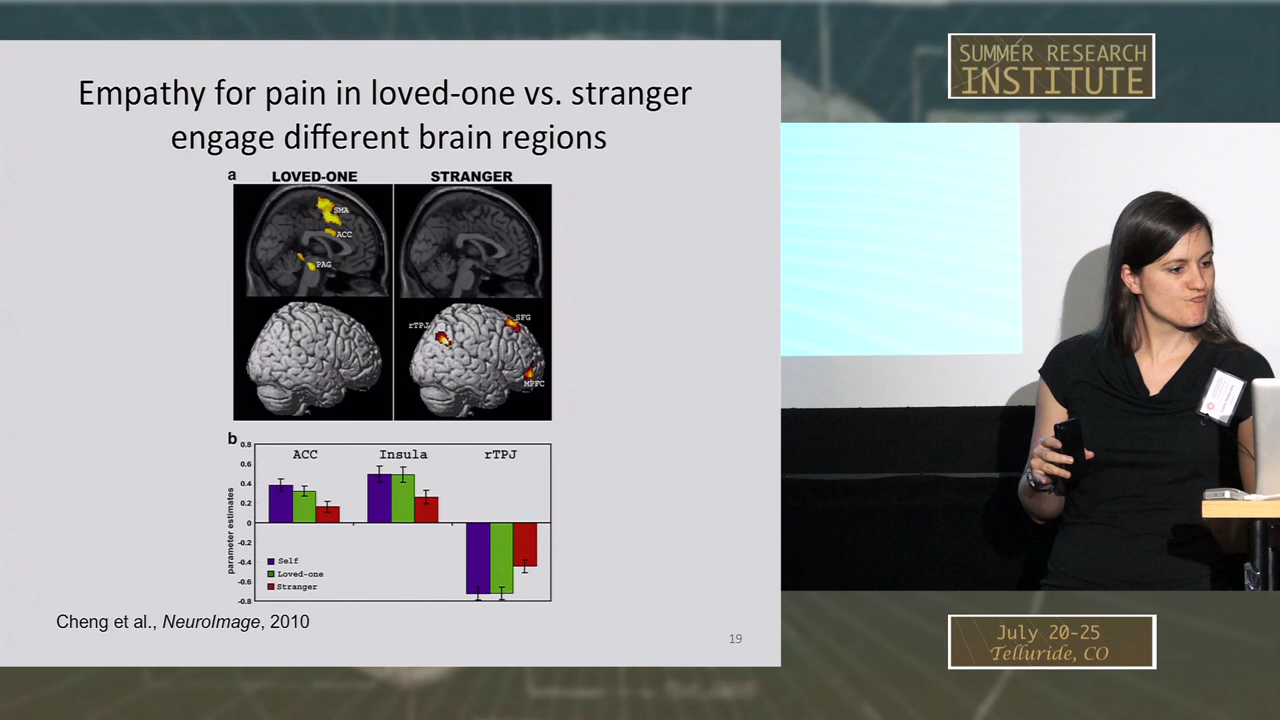 Empathy for pain in loved-one vs. stranger
engage different brain regions
a
LOVED-ONE
STRANGER
SMA
ACC
PAG
rTPJ
SFG
MPFC
b
parameter estimates
0.8
0.6
0.4
0.2
0
-0.2
-0.4
-0.6
-0.8
ACC
Insula
rTPJ
Self
Loved-one
Stranger
Cheng et al., NeuroImage, 2010
19
SUMMER RESEARCH
INSTITUTE
July 20-25
Telluride, CO